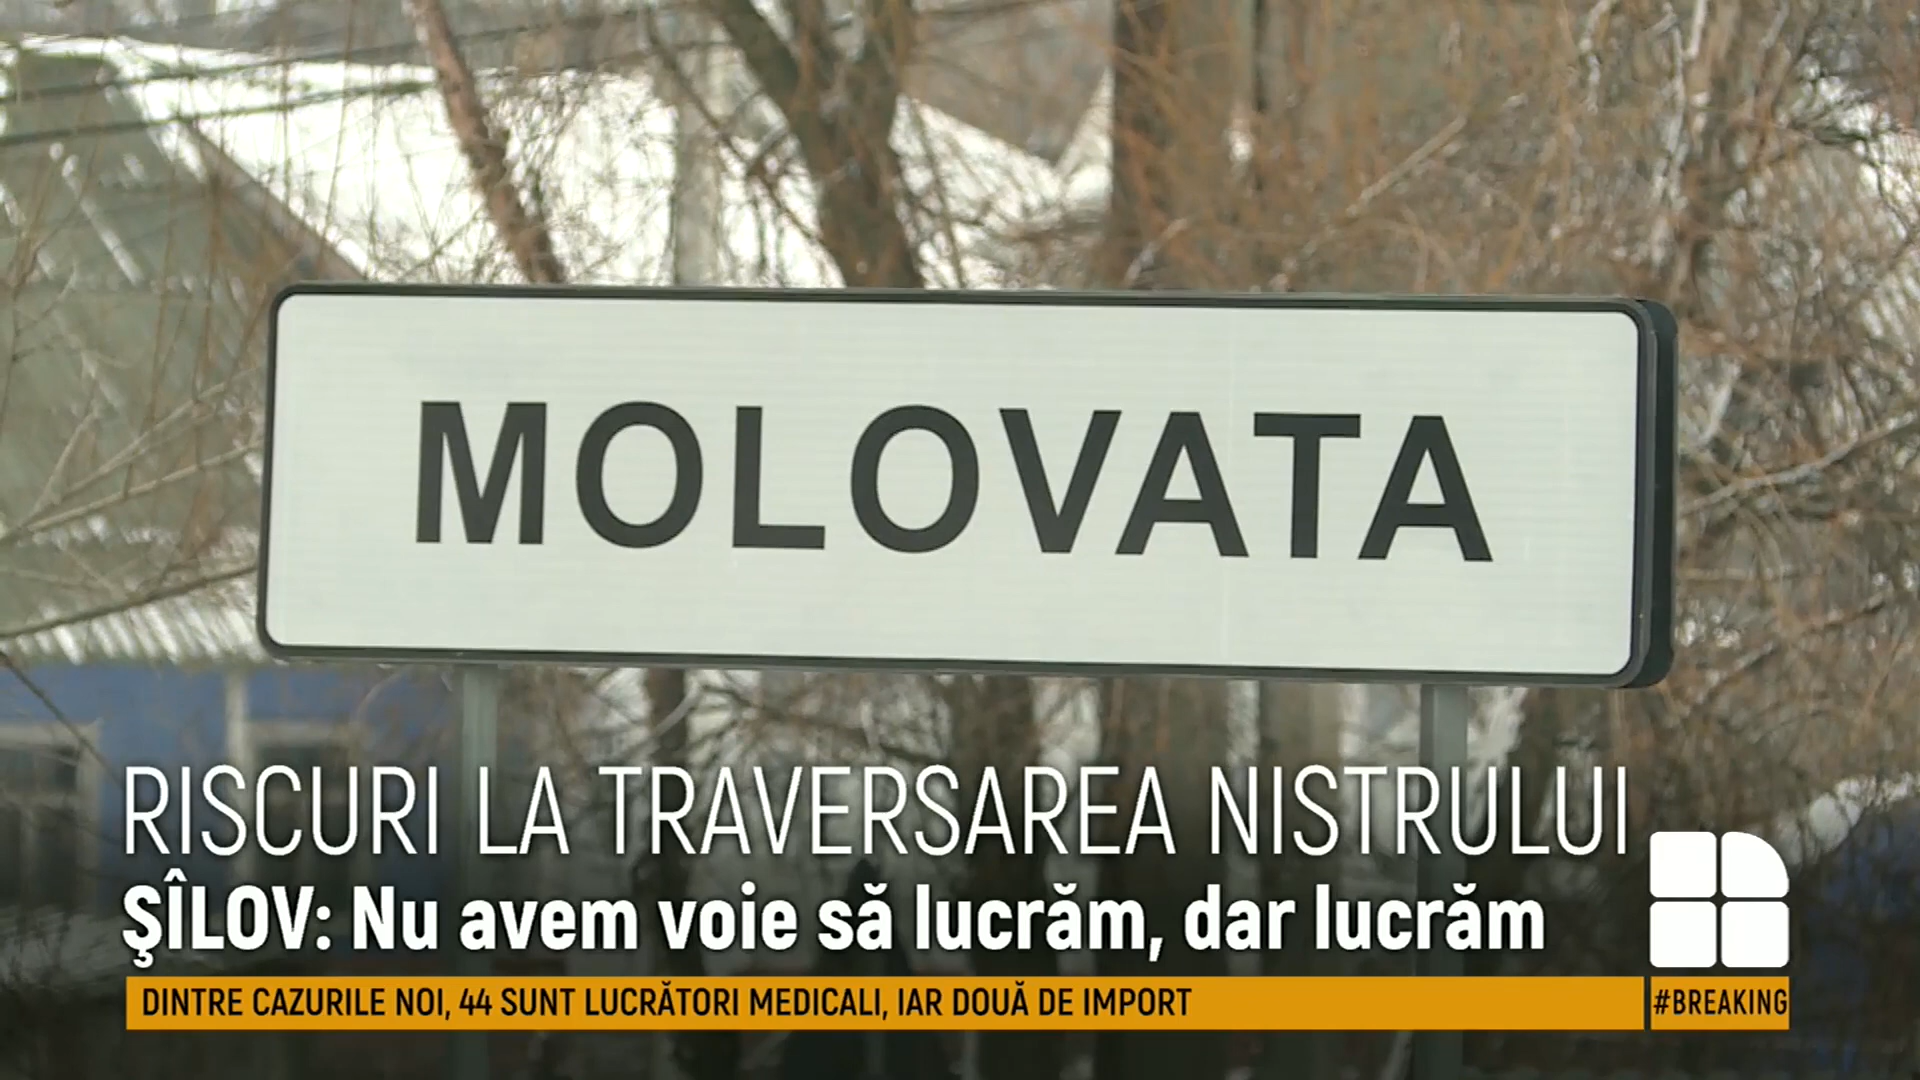 MOLOVATA
RISCURI LA TRAVERSAREA NISTRULUI
ŞÎLOV: Nu avem voie să lucrăm, dar lucrăm
DINTRE CAZURILE NOI, 44 SUNT LUCRĂTORI MEDICALI, IAR DOUĂ DE IMPORT
#BREAKING